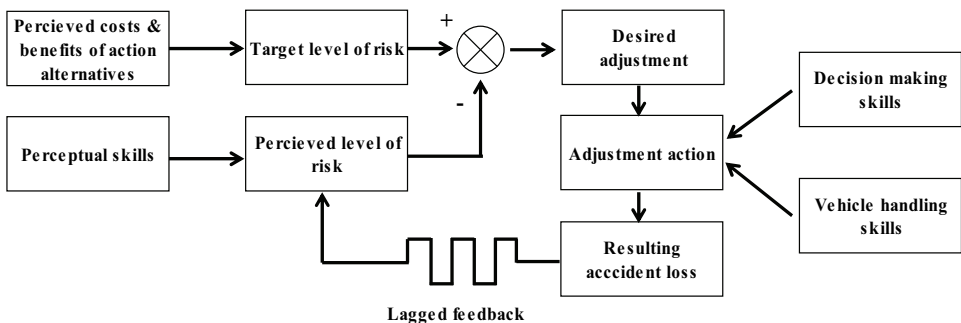 Percieved costs &
benefits of action
alternatives
Target level of risk
+
-
Desired
adjustment
Decision making
skills
Perceptual skills
Percieved level of
risk
Adjustment action
Vehicle handling
skills
Resulting
acccident loss
Lagged feedback